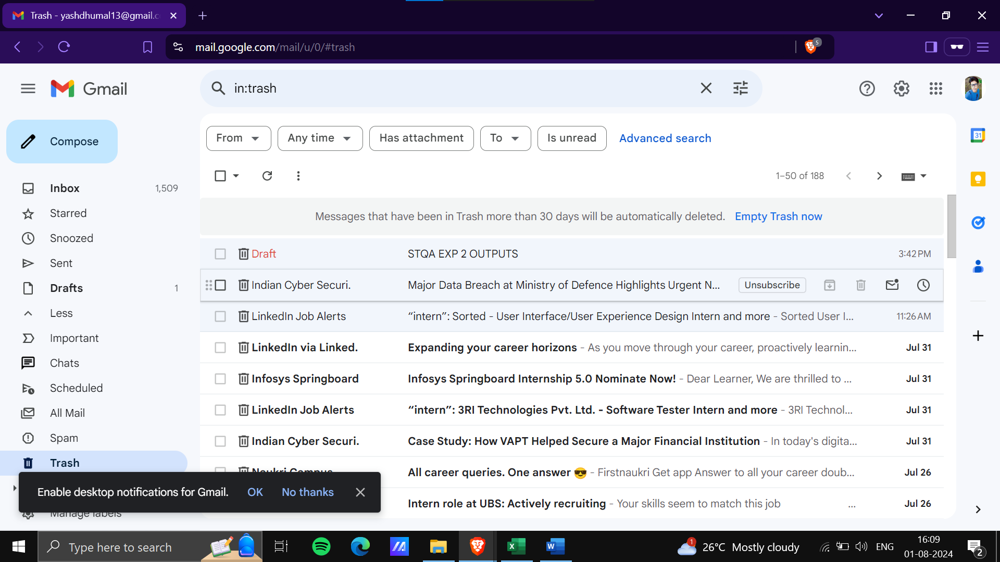 Trash - yashdhumal13@gmail.c
mail.google.com/mail/u/0/#trash
5
Gmail
in:trash
Compose
From
Any time
Has attachment
To
Is unread
Advanced search
31
1–50 of 188
Inbox 1,509
Starred
Snoozed
Sent
Drafts 1
Less
Important
Chats
Scheduled
All Mail
Spam
Trash
Manage labels
Messages that have been in Trash more than 30 days will be automatically deleted. Empty Trash now
Draft STQA EXP 2 OUTPUTS 3:42 PM
Indian Cyber Securi. Major Data Breach at Ministry of Defence Highlights Urgent N... Unsubscribe
LinkedIn Job Alerts “intern”: Sorted - User Interface/User Experience Design Intern and more - Sorted User I... 11:26 AM
LinkedIn via Linked. Expanding your career horizons - As you move through your career, proactively learnin... Jul 31
Infosys Springboard Infosys Springboard Internship 5.0 Nominate Now! - Dear Learner, We are thrilled to ... Jul 31
LinkedIn Job Alerts “intern”: 3RI Technologies Pvt. Ltd. - Software Tester Intern and more - 3RI Technol... Jul 31
Indian Cyber Securi. Case Study: How VAPT Helped Secure a Major Financial Institution - In today's digita... Jul 31
Naukri Campus All career queries. One answer 😎 - Firstnaukri Get app Answer to all your career doub... Jul 26
Intern role at UBS: Actively recruiting - Your skills seem to match this job ... Jul 26
Enable desktop notifications for Gmail. OK No thanks
Type here to search
1
26°C Mostly cloudy
ENG
16:09
01-08-2024
2